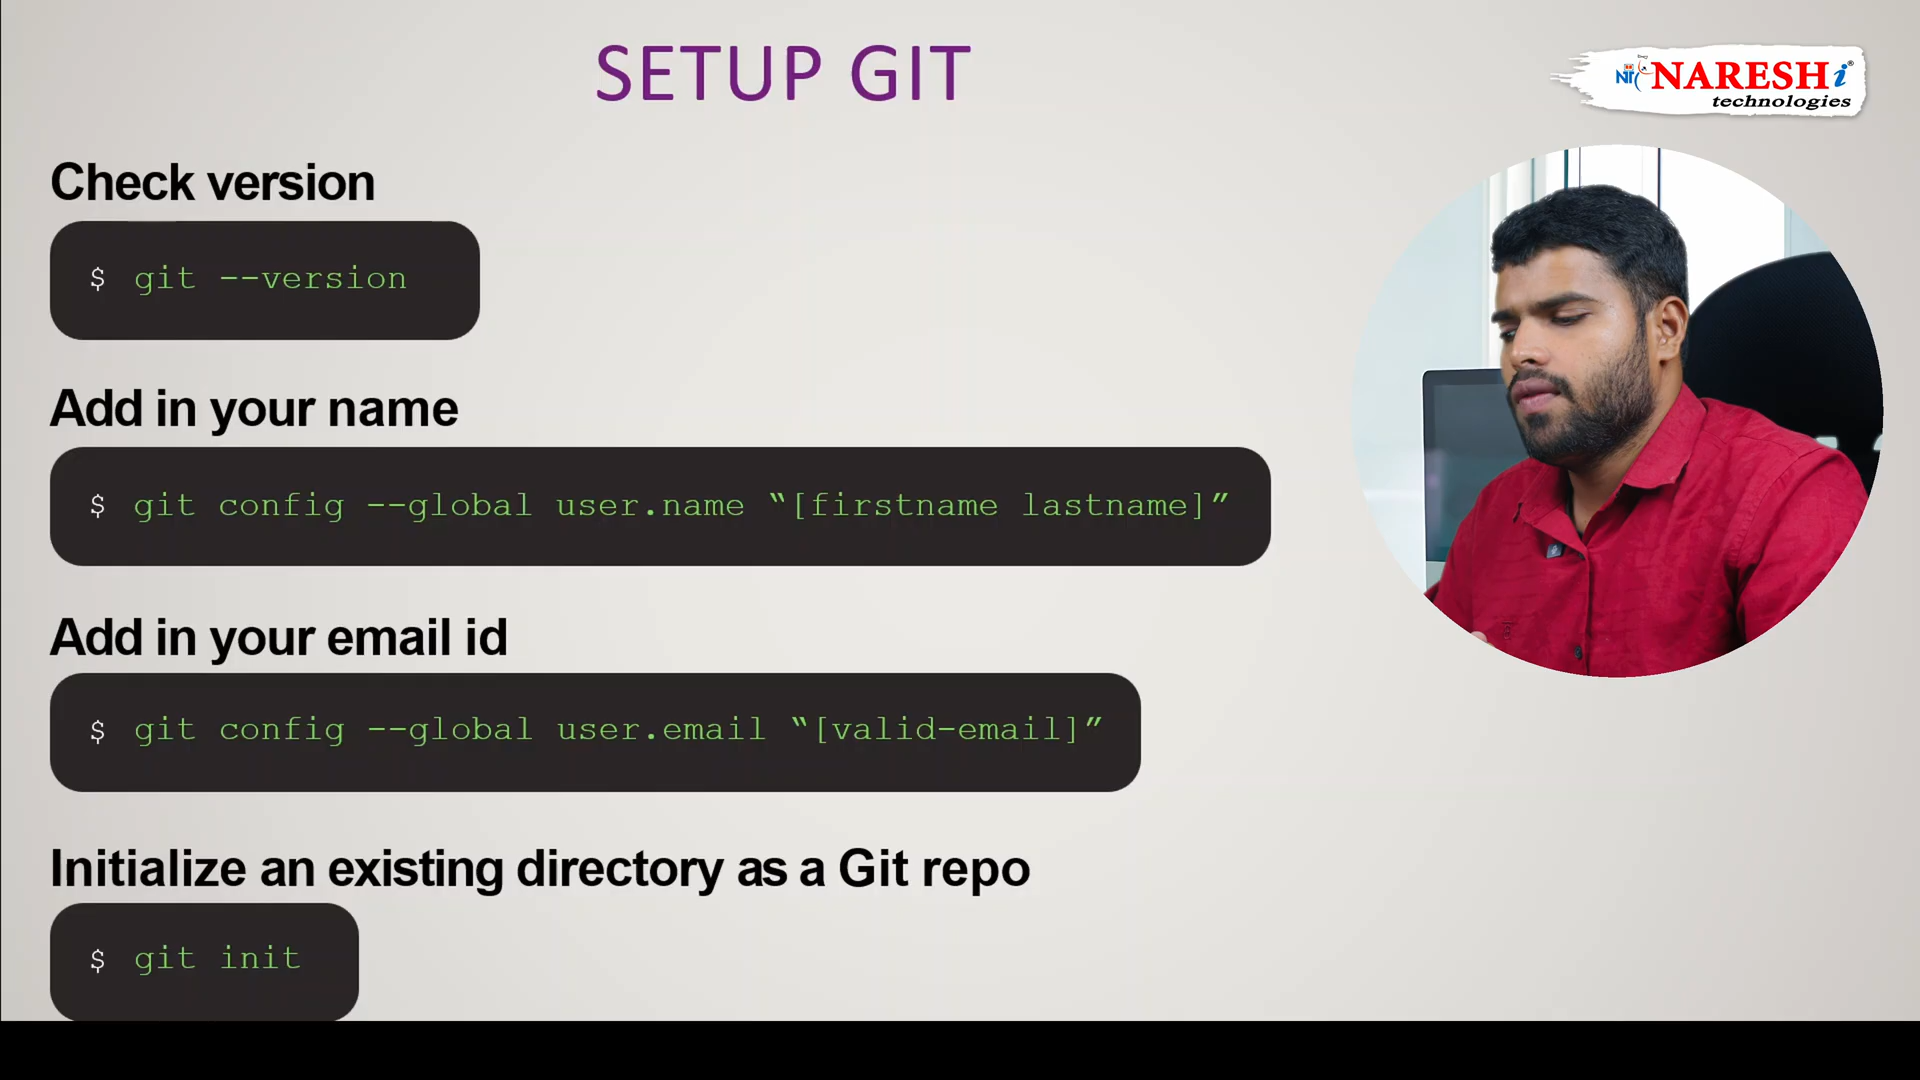 SETUP GIT
NT NARESH i ®
technologies
Check version
$ git --version
Add in your name
$ git config --global user.name “[firstname lastname]”
Add in your email id
$ git config --global user.email “[valid-email]”
Initialize an existing directory as a Git repo
$ git init